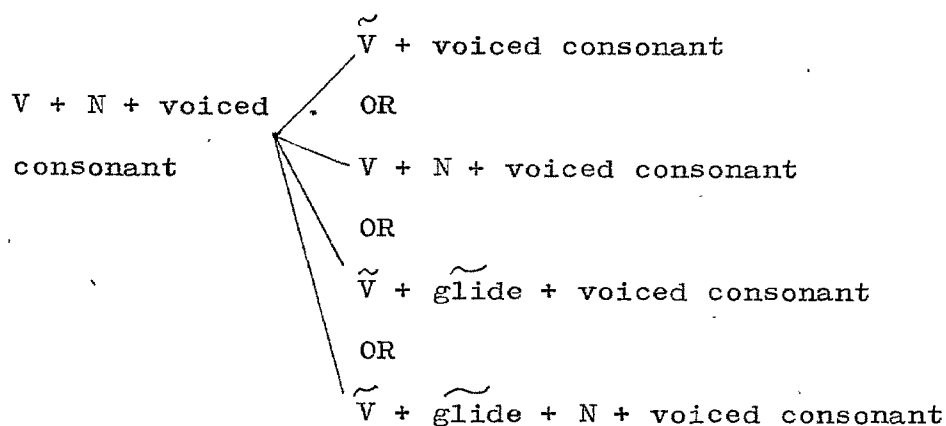 Ṽ + voiced consonant
V + N + voiced OR
consonant V + N + voiced consonant
OR
Ṽ + g͠lide + voiced consonant
OR
Ṽ + g͠lide + N + voiced consonant